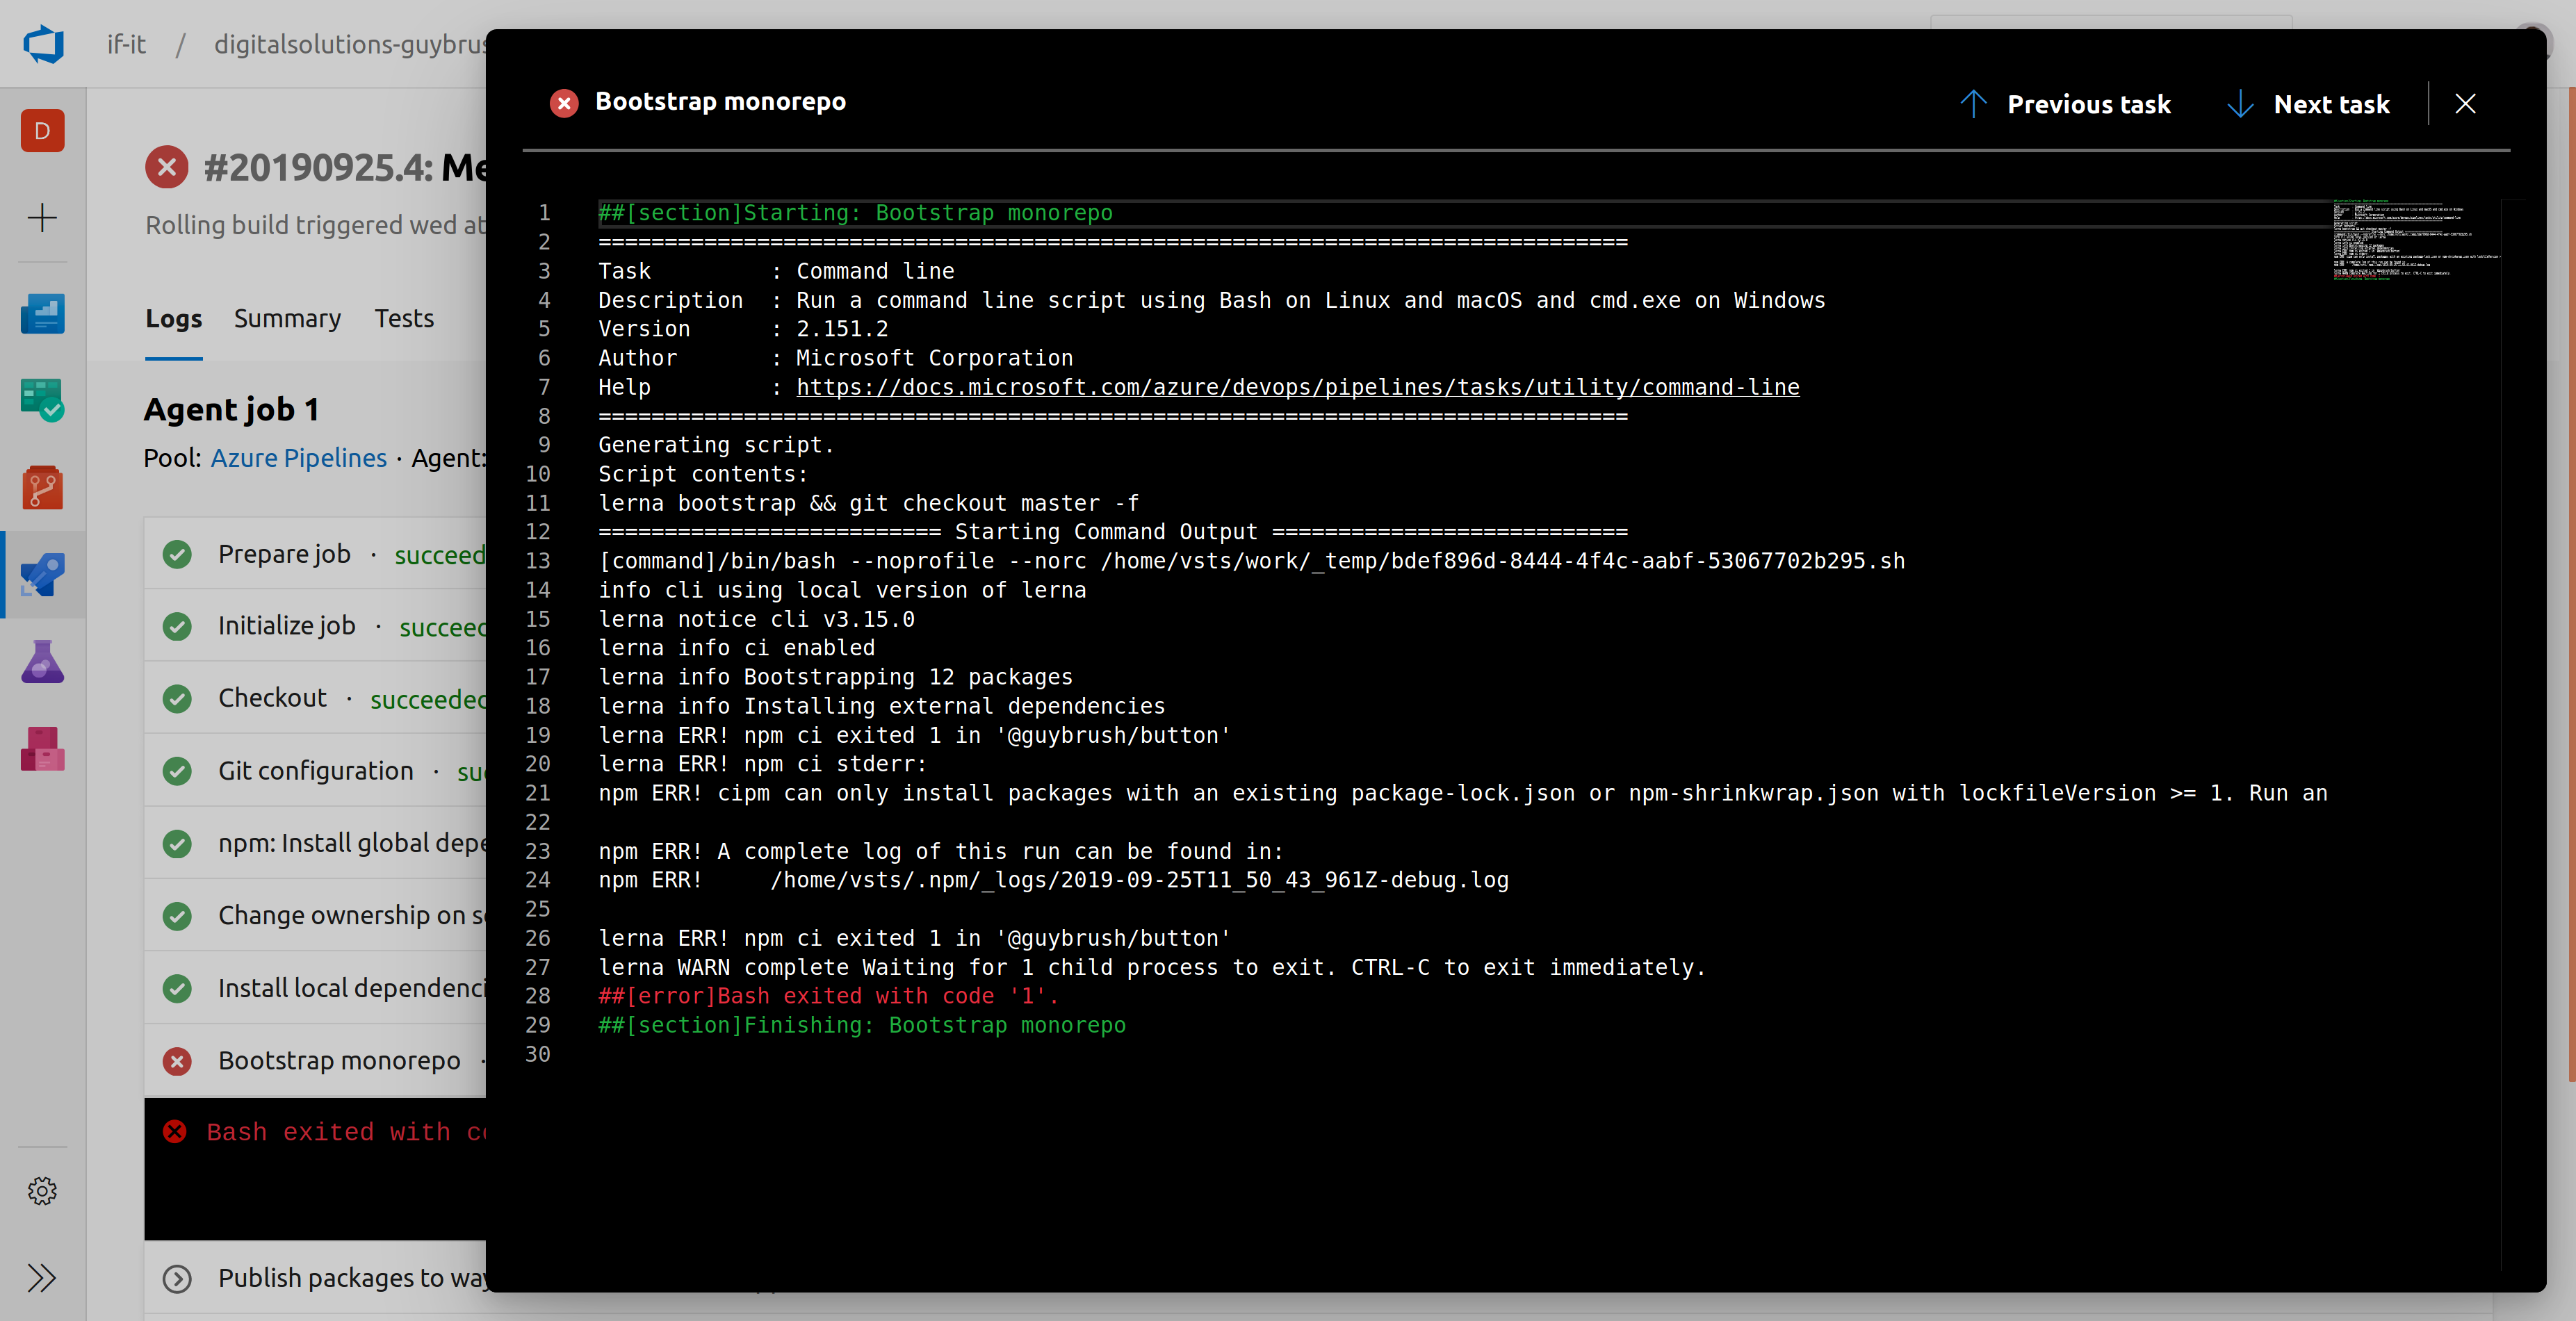 if-it / digitalsolutions-guybrus
D
#20190925.4: Me
Rolling build triggered wed at
Logs Summary Tests
Agent job 1
Pool: Azure Pipelines · Agent:
Prepare job · succeed
Initialize job · succeed
Checkout · succeeded
Git configuration · suc
npm: Install global depe
Change ownership on s
Install local dependenci
Bootstrap monorepo ·
Bash exited with co
Publish packages to way
Bootstrap monorepo
Previous task
Next task
1 ##[section]Starting: Bootstrap monorepo
2 ==============================================================================
3 Task         : Command line
4 Description  : Run a command line script using Bash on Linux and macOS and cmd.exe on Windows
5 Version      : 2.151.2
6 Author       : Microsoft Corporation
7 Help         : https://docs.microsoft.com/azure/devops/pipelines/tasks/utility/command-line
8 ==============================================================================
9 Generating script.
10 Script contents:
11 lerna bootstrap && git checkout master -f
12 ========================== Starting Command Output ===========================
13 [command]/bin/bash --noprofile --norc /home/vsts/work/_temp/bdef896d-8444-4f4c-aabf-53067702b295.sh
14 info cli using local version of lerna
15 lerna notice cli v3.15.0
16 lerna info ci enabled
17 lerna info Bootstrapping 12 packages
18 lerna info Installing external dependencies
19 lerna ERR! npm ci exited 1 in '@guybrush/button'
20 lerna ERR! npm ci stderr:
21 npm ERR! cipm can only install packages with an existing package-lock.json or npm-shrinkwrap.json with lockfileVersion >= 1. Run an
22
23 npm ERR! A complete log of this run can be found in:
24 npm ERR!     /home/vsts/.npm/_logs/2019-09-25T11_50_43_961Z-debug.log
25
26 lerna ERR! npm ci exited 1 in '@guybrush/button'
27 lerna WARN complete Waiting for 1 child process to exit. CTRL-C to exit immediately.
28 ##[error]Bash exited with code '1'.
29 ##[section]Finishing: Bootstrap monorepo
30